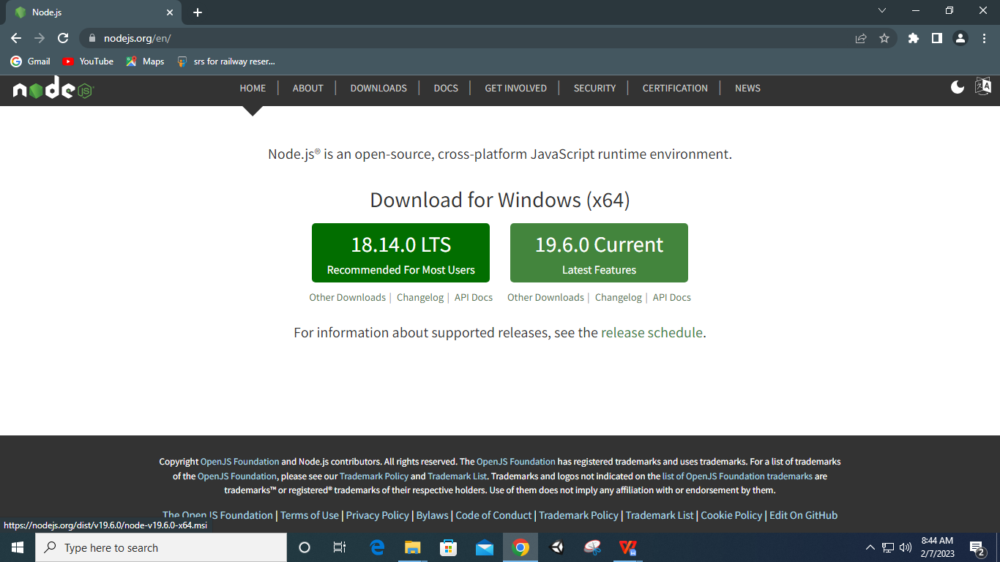 Node.js
nodejs.org/en/
Gmail YouTube Maps srs for railway reser...
node JS
HOME | ABOUT | DOWNLOADS | DOCS | GET INVOLVED | SECURITY | CERTIFICATION | NEWS
Node.js® is an open-source, cross-platform JavaScript runtime environment.
Download for Windows (x64)
18.14.0 LTS
Recommended For Most Users
19.6.0 Current
Latest Features
Other Downloads | Changelog | API Docs
Other Downloads | Changelog | API Docs
For information about supported releases, see the release schedule.
Copyright OpenJS Foundation and Node.js contributors. All rights reserved. The OpenJS Foundation has registered trademarks and uses trademarks. For a list of trademarks
of the OpenJS Foundation, please see our Trademark Policy and Trademark List. Trademarks and logos not indicated on the list of OpenJS Foundation trademarks are
trademarks™ or registered® trademarks of their respective holders. Use of them does not imply any affiliation with or endorsement by them.
The OpenJS Foundation | Terms of Use | Privacy Policy | Bylaws | Code of Conduct | Trademark Policy | Trademark List | Cookie Policy | Edit On GitHub
https://nodejs.org/dist/v19.6.0/node-v19.6.0-x64.msi
Type here to search
8:44 AM
2/7/2023
2